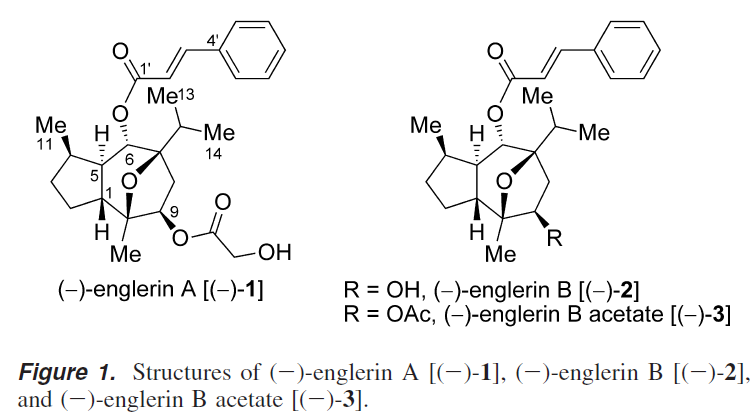 O
4'
O
1'
Me13
Me
O
O
Me
11
H
Me
14
Me
H
Me
6
5
O
O
1
9
O
H
O
H
R
Me
OH
Me
(−)-englerin A [(−)-1]
R = OH, (−)-englerin B [(−)-2]
R = OAc, (−)-englerin B acetate [(−)-3]
Figure 1. Structures of (−)-englerin A [(−)-1], (−)-englerin B [(−)-2],
and (−)-englerin B acetate [(−)-3].